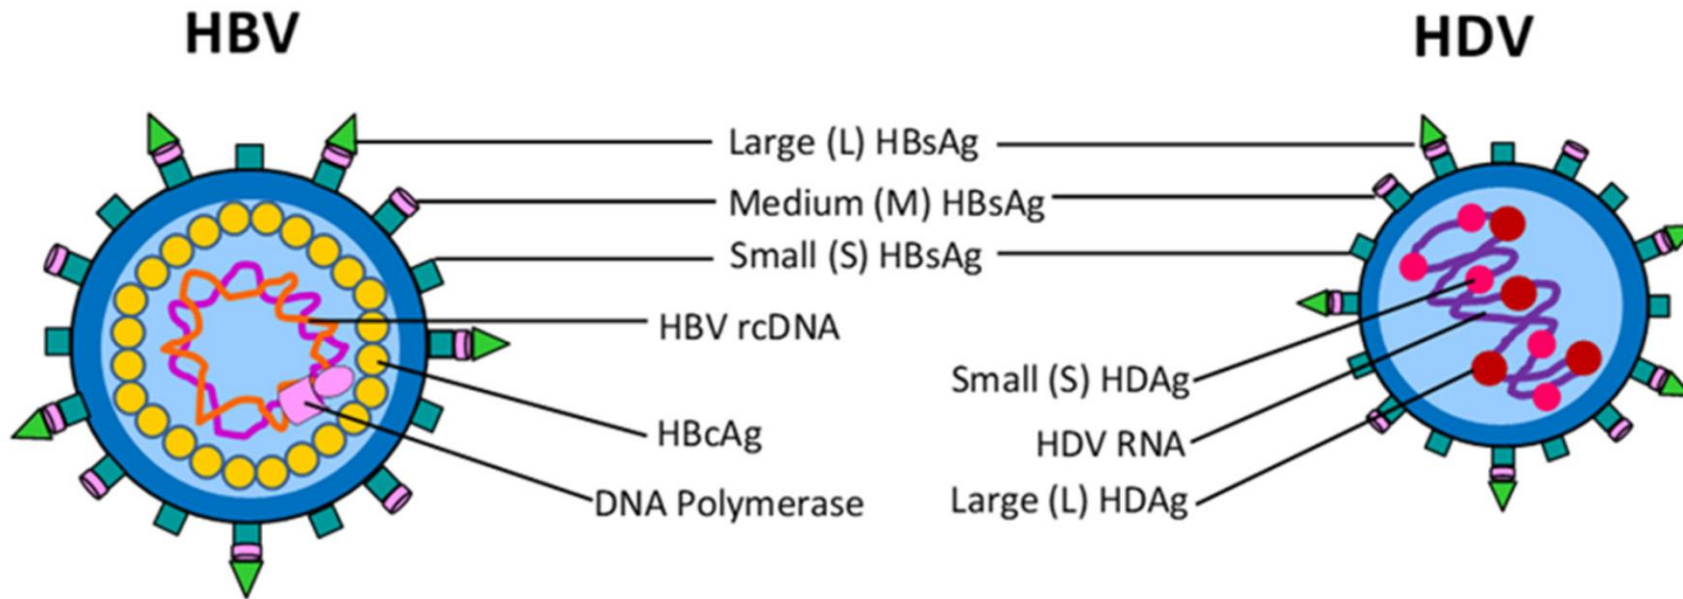 HBV
HDV
Large (L) HBsAg
Medium (M) HBsAg
Small (S) HBsAg
HBV rcDNA
Small (S) HDAg
HBcAg
HDV RNA
DNA Polymerase
Large (L) HDAg